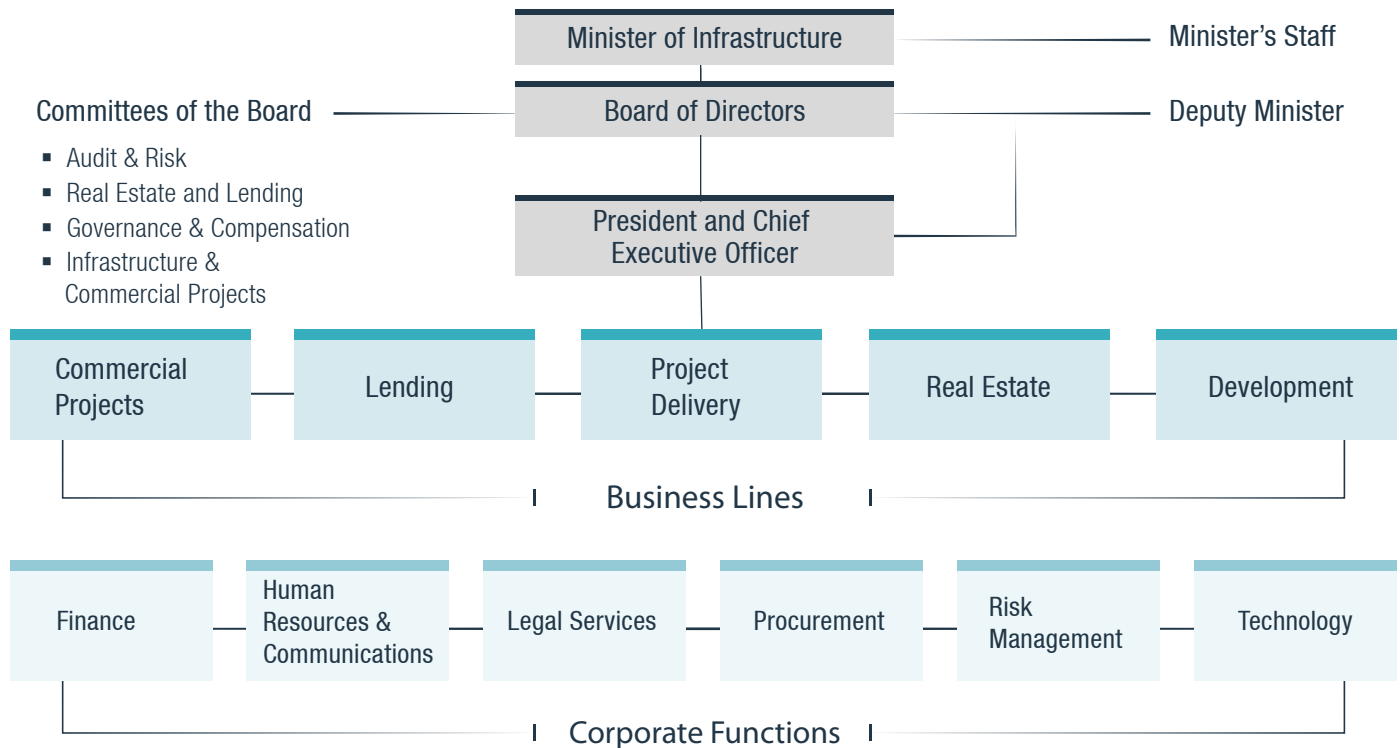 Minister of Infrastructure
Minister’s Staff
Committees of the Board
Board of Directors
Deputy Minister
▪ Audit & Risk
▪ Real Estate and Lending
▪ Governance & Compensation
▪ Infrastructure &
Commercial Projects
President and Chief
Executive Officer
Commercial
Projects
Lending
Project
Delivery
Real Estate
Development
Business Lines
Finance
Human
Resources &
Communications
Legal Services
Procurement
Risk
Management
Technology
Corporate Functions